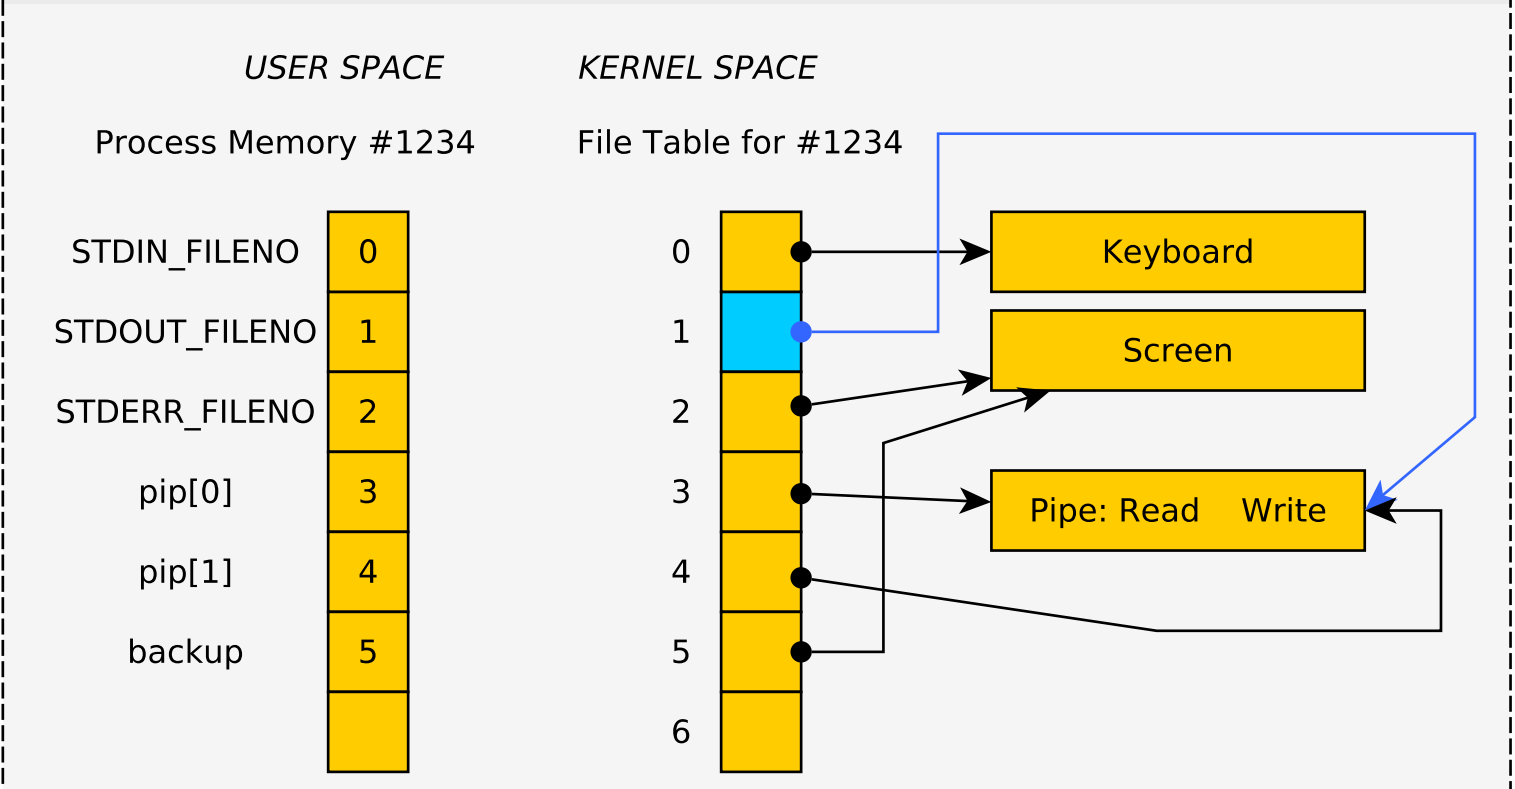 USER SPACE KERNEL SPACE
Process Memory #1234 File Table for #1234
STDIN_FILENO 0 0 Keyboard
STDOUT_FILENO 1 1 Screen
STDERR_FILENO 2 2
pip[0] 3 3 Pipe: Read Write
pip[1] 4 4
backup 5 5
6